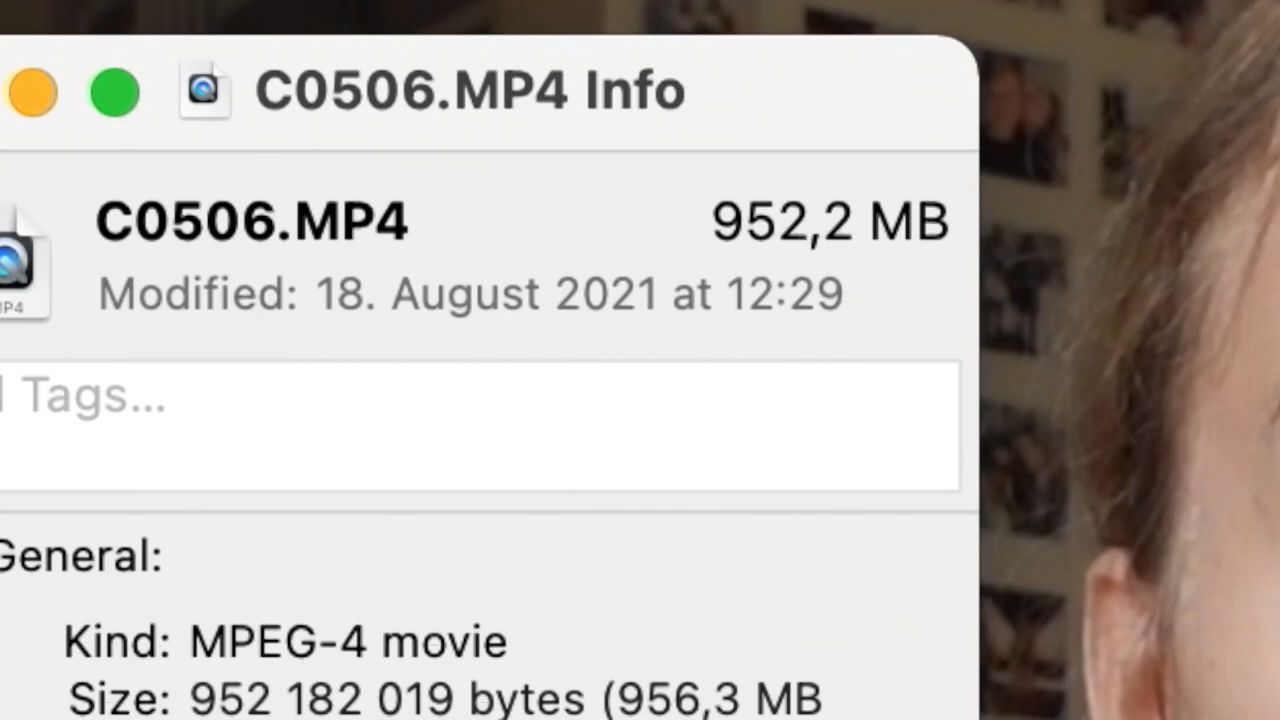 C0506.MP4 Info
C0506.MP4 952,2 MB
Modified: 18. August 2021 at 12:29
Tags...
General:
Kind: MPEG-4 movie
Size: 952 182 019 bytes (956,3 MB